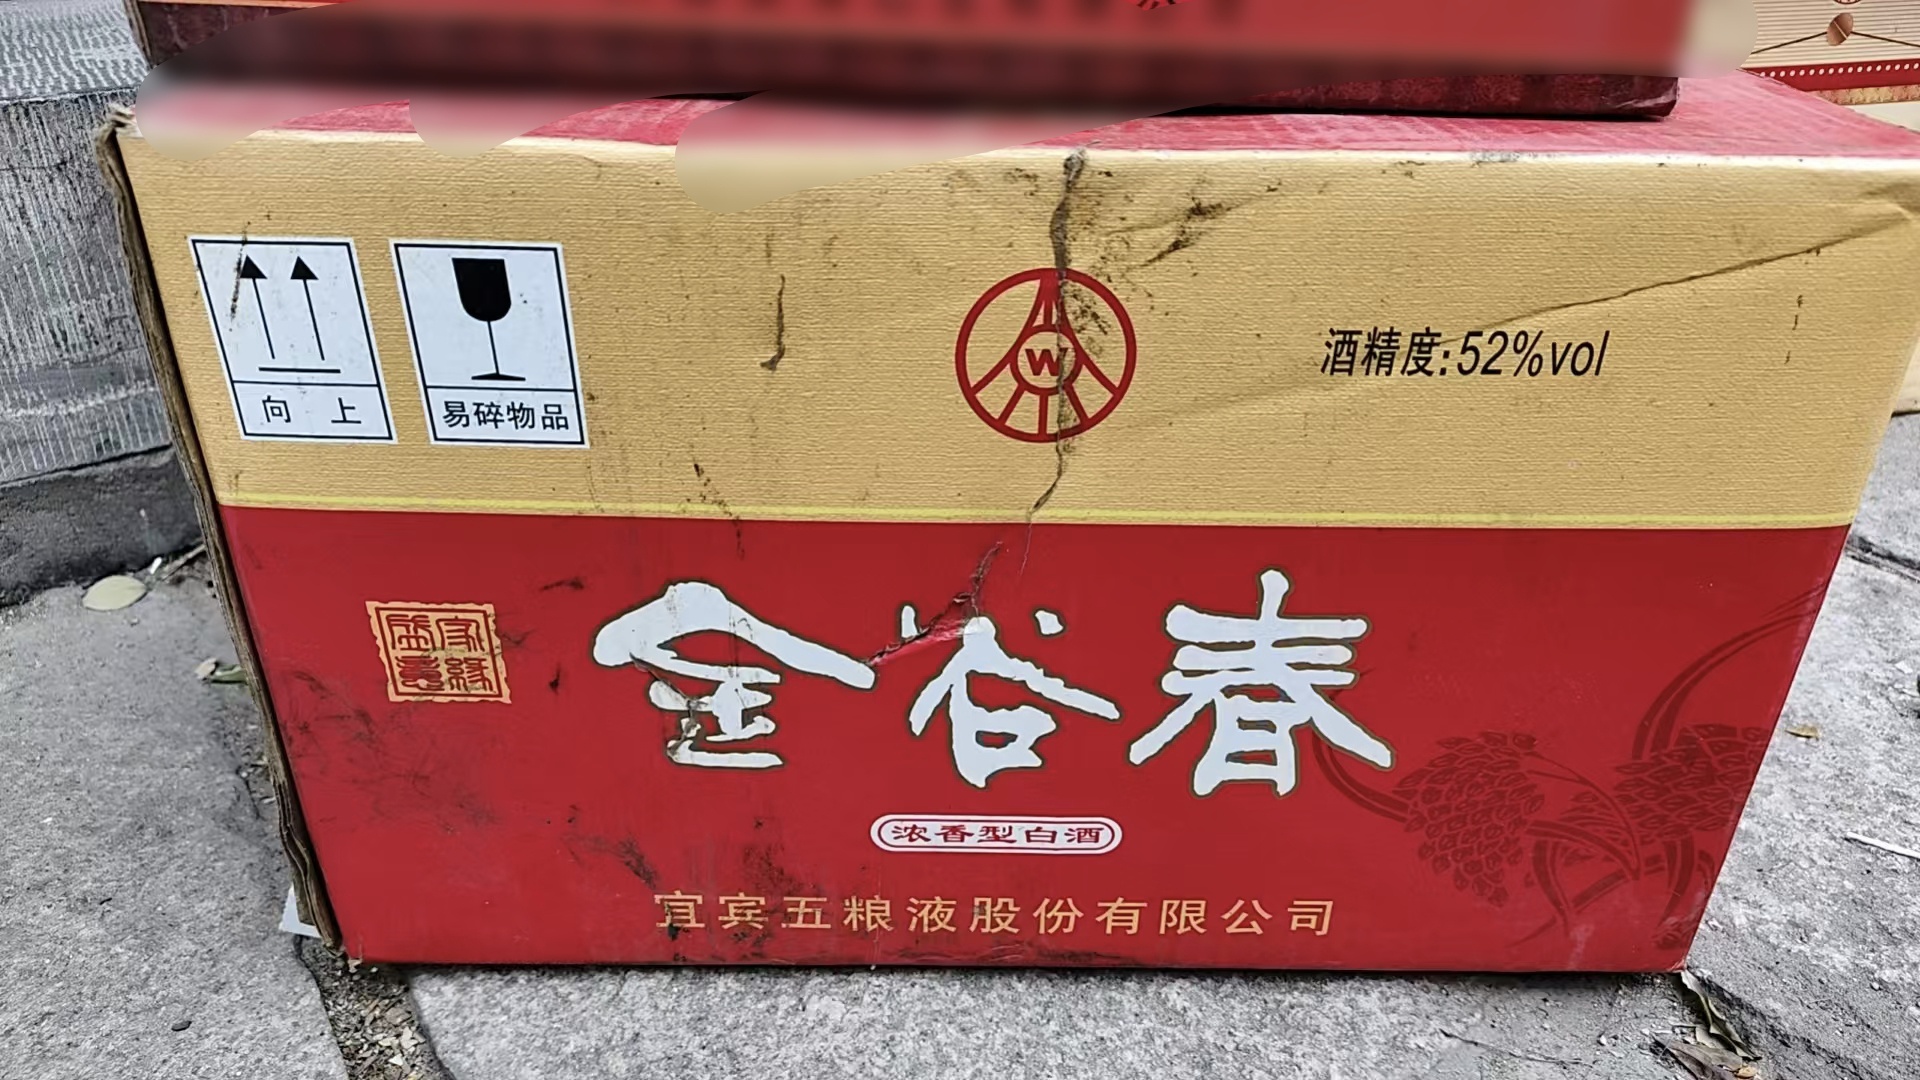 向 上
易碎物品
W
酒精度:52%vol
金谷春
浓香型白酒
宜宾五粮液股份有限公司